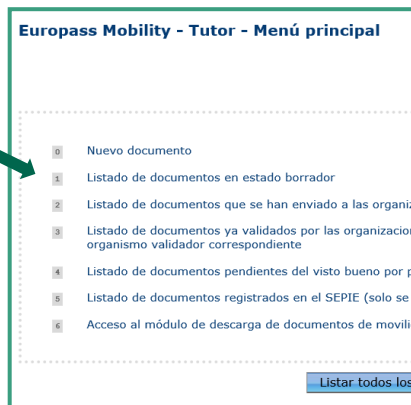 Europass Mobility - Tutor - Menú principal
0 Nuevo documento
1 Listado de documentos en estado borrador
2 Listado de documentos que se han enviado a las
3 Listado de documentos ya validados por las
organismo validador correspondiente
4 Listado de documentos pendientes del visto bueno por
5 Listado de documentos registrados en el SEPIE (solo se
6 Acceso al módulo de descarga de documentos de
Listar todos los